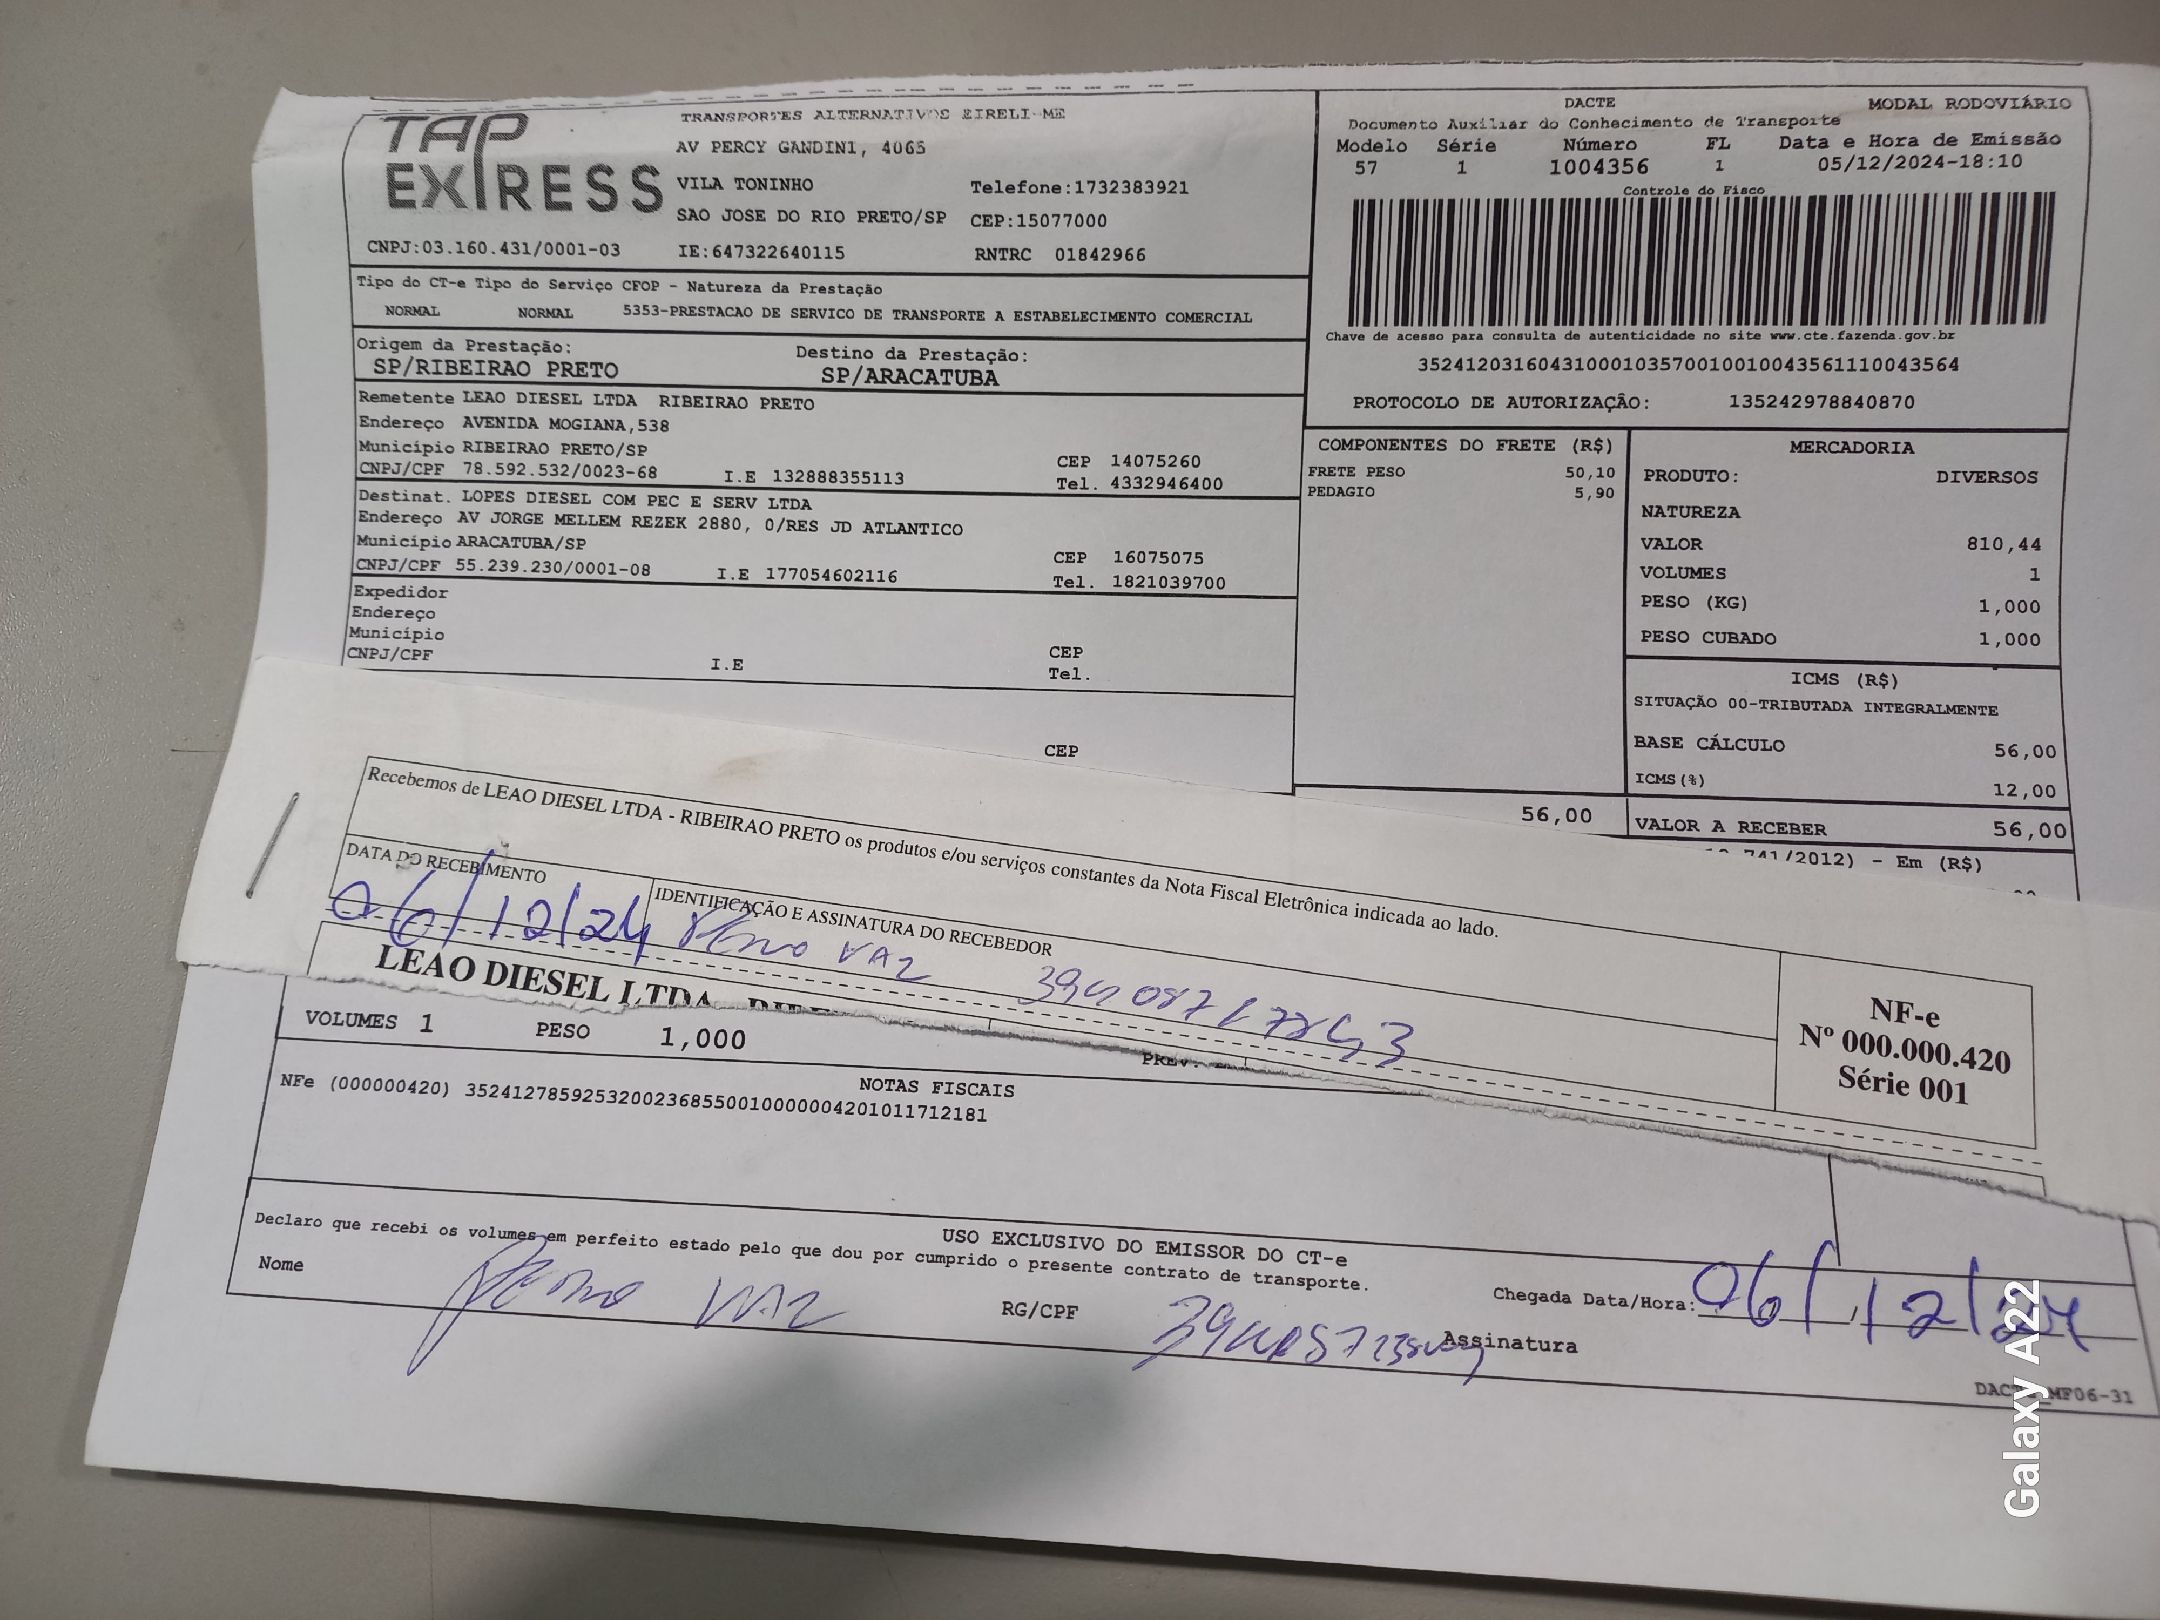 TAP EXPRESS
TRANSPORTES ALTERNATIVOS EIRELI-ME
AV PERCY GANDINI, 4065
VILA TONINHO Telefone:1732383921
SAO JOSE DO RIO PRETO/SP CEP:15077000
CNPJ:03.160.431/0001-03 IE:647322640115 RNTRC 01842966
DACTE MODAL RODOVIÁRIO
Documento Auxiliar do Conhecimento de Transporte
Modelo Série Número FL Data e Hora de Emissão
57 1 1004356 1 05/12/2024-18:10
Controle do Fisco
Chave de acesso para consulta de autenticidade no site www.cte.fazenda.gov.br
35241203160431000103570010010043561110043564
PROTOCOLO DE AUTORIZAÇÃO: 135242978840870
Tipo do CT-e Tipo do Serviço CFOP - Natureza da Prestação
NORMAL NORMAL 5353-PRESTACAO DE SERVICO DE TRANSPORTE A ESTABELECIMENTO COMERCIAL
Origem da Prestação: Destino da Prestação:
SP/RIBEIRAO PRETO SP/ARACATUBA
Remetente LEAO DIESEL LTDA RIBEIRAO PRETO
Endereço AVENIDA MOGIANA,538
Município RIBEIRAO PRETO/SP CEP 14075260
CNPJ/CPF 78.592.532/0023-68 I.E 132888355113 Tel. 4332946400
Destinat. LOPES DIESEL COM PEC E SERV LTDA
Endereço AV JORGE MELLEM REZEK 2880, 0/RES JD ATLANTICO
Município ARACATUBA/SP CEP 16075075
CNPJ/CPF 55.239.230/0001-08 I.E 177054602116 Tel. 1821039700
Expedidor
Endereço
Município CEP
CNPJ/CPF I.E Tel.
CEP
COMPONENTES DO FRETE (R$)
FRETE PESO 50,10
PEDAGIO 5,90
56,00
MERCADORIA
PRODUTO: DIVERSOS
NATUREZA
VALOR 810,44
VOLUMES 1
PESO (KG) 1,000
PESO CUBADO 1,000
ICMS (R$)
SITUAÇÃO 00-TRIBUTADA INTEGRALMENTE
BASE CÁLCULO 56,00
ICMS(%) 12,00
VALOR A RECEBER 56,00
741/2012) - Em (R$)
Recebemos de LEAO DIESEL LTDA - RIBEIRAO PRETO os produtos e/ou serviços constantes da Nota Fiscal Eletrônica indicada ao lado.
DATA DO RECEBIMENTO IDENTIFICAÇÃO E ASSINATURA DO RECEBEDOR
06/12/24 VAZ
NF-e
Nº 000.000.420
Série 001
LEAO DIESEL LTDA
VOLUMES 1 PESO 1,000 PREV.
NOTAS FISCAIS
NFe (000000420) 35241278592532002368550010000004201011712181
USO EXCLUSIVO DO EMISSOR DO CT-e
Declaro que recebi os volumes em perfeito estado pelo que dou por cumprido o presente contrato de transporte.
Nome VAZ RG/CPF Chegada Data/Hora: 06/12/24
Assinatura
MF06-31
Galaxy A22